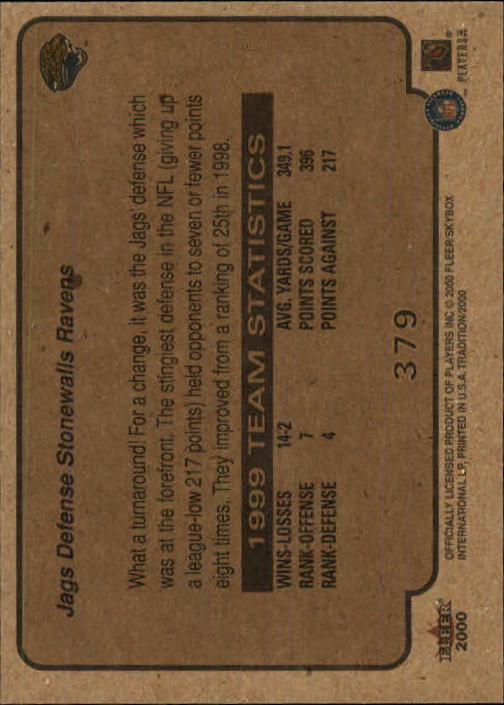 Jags Defense Stonewalls Ravens
What a turnaround! For a change, it was the Jags' defense which
was at the forefront. The stingiest defense in the NFL (giving up
a league-low 217 points) held opponents to seven or fewer points
eight times. They improved from a ranking of 25th in 1998.
1999 TEAM STATISTICS
WINS-LOSSES 14-2 AVG. YARDS/GAME 349.1
RANK-OFFENSE 7 POINTS SCORED 396
RANK-DEFENSE 4 POINTS AGAINST 217
379
FLEER
2000
OFFICIALLY LICENSED PRODUCT OF PLAYERS INC © 2000 FLEER/SKYBOX
INTERNATIONAL LP. PRINTED IN U.S.A. TRADITION/2000
NFL
PLAYERS INC